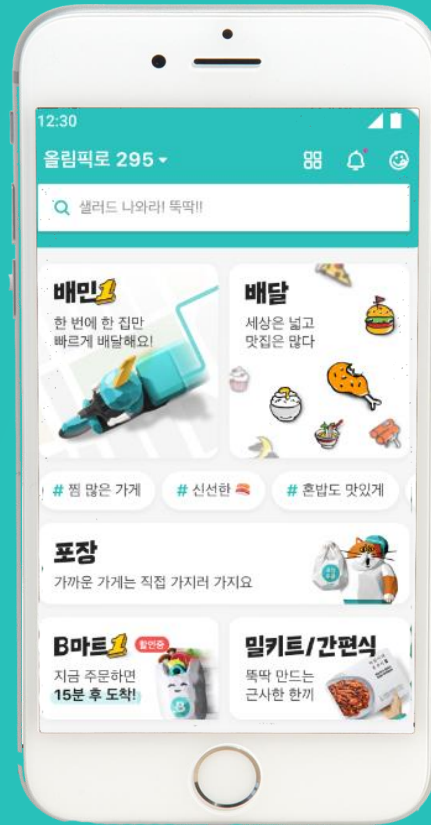 12:30
올림픽로 295
샐러드 나와라! 뚝딱!!
배민1
한 번에 한 집만
빠르게 배달해요!
배달
세상은 넓고
맛집은 많다
# 찜 많은 가게
# 신선한
# 혼밥도 맛있게
포장
가까운 가게는 직접 가지러 가지요
B마트1 할인중
지금 주문하면
15분 후 도착!
밀키트/간편식
뚝딱 만드는
근사한 한끼